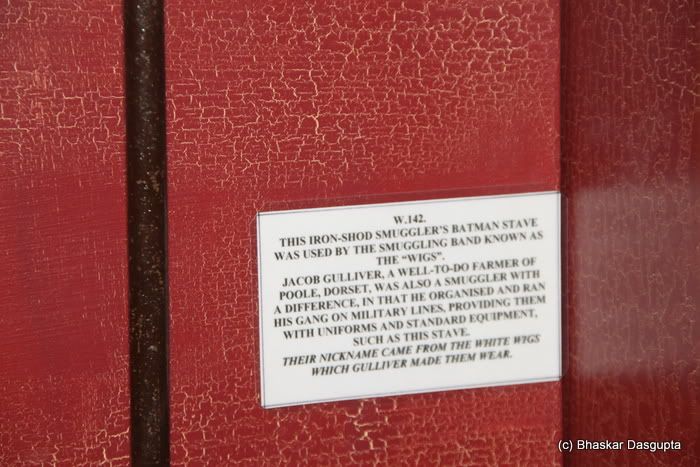 W.142.
THIS IRON-SHOD SMUGGLER'S BATMAN STAVE
WAS USED BY THE SMUGGLING BAND KNOWN AS
THE "WIGS".
JACOB GULLIVER, A WELL-TO-DO FARMER OF
POOLE, DORSET, WAS ALSO A SMUGGLER WITH
A DIFFERENCE, IN THAT HE ORGANISED AND RAN
HIS GANG ON MILITARY LINES, PROVIDING THEM
WITH UNIFORMS AND STANDARD EQUIPMENT,
SUCH AS THIS STAVE.
THEIR NICKNAME CAME FROM THE WHITE WIGS
WHICH GULLIVER MADE THEM WEAR.
(c) Bhaskar Dasgupta